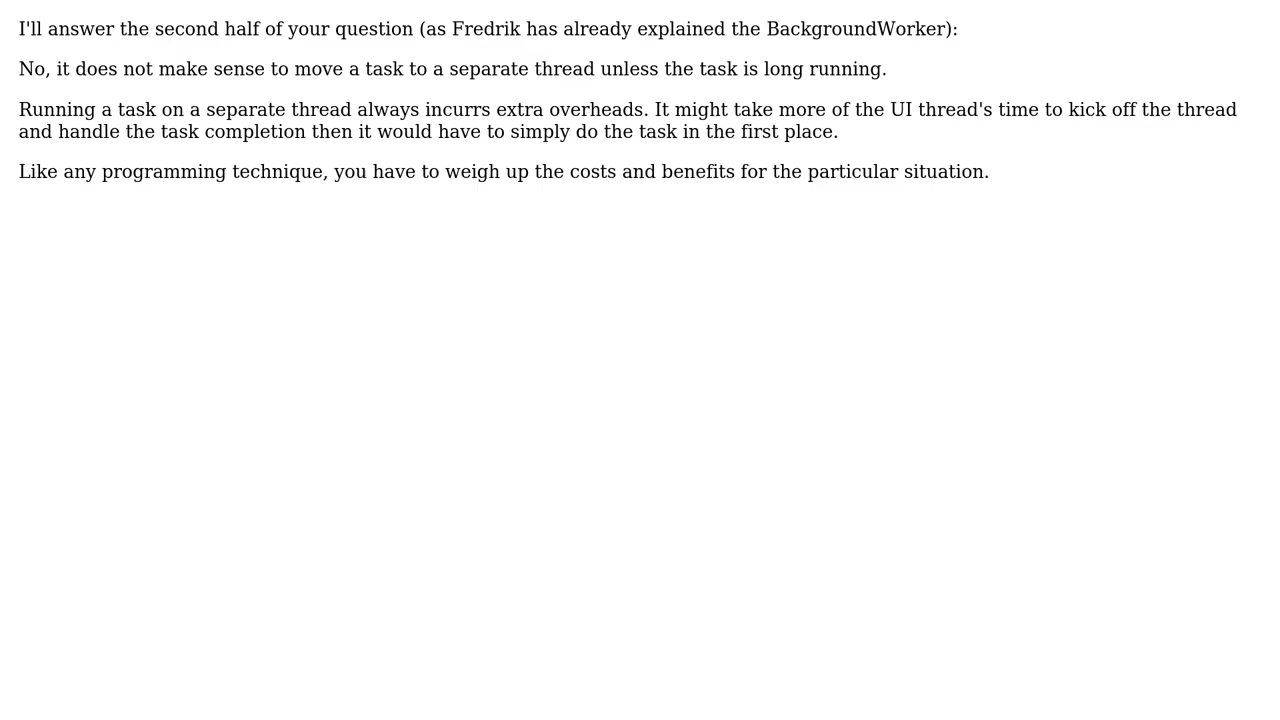 I'll answer the second half of your question (as Fredrik has already explained the BackgroundWorker):
No, it does not make sense to move a task to a separate thread unless the task is long running.
Running a task on a separate thread always incurrs extra overheads. It might take more of the UI thread's time to kick off the thread
and handle the task completion then it would have to simply do the task in the first place.
Like any programming technique, you have to weigh up the costs and benefits for the particular situation.